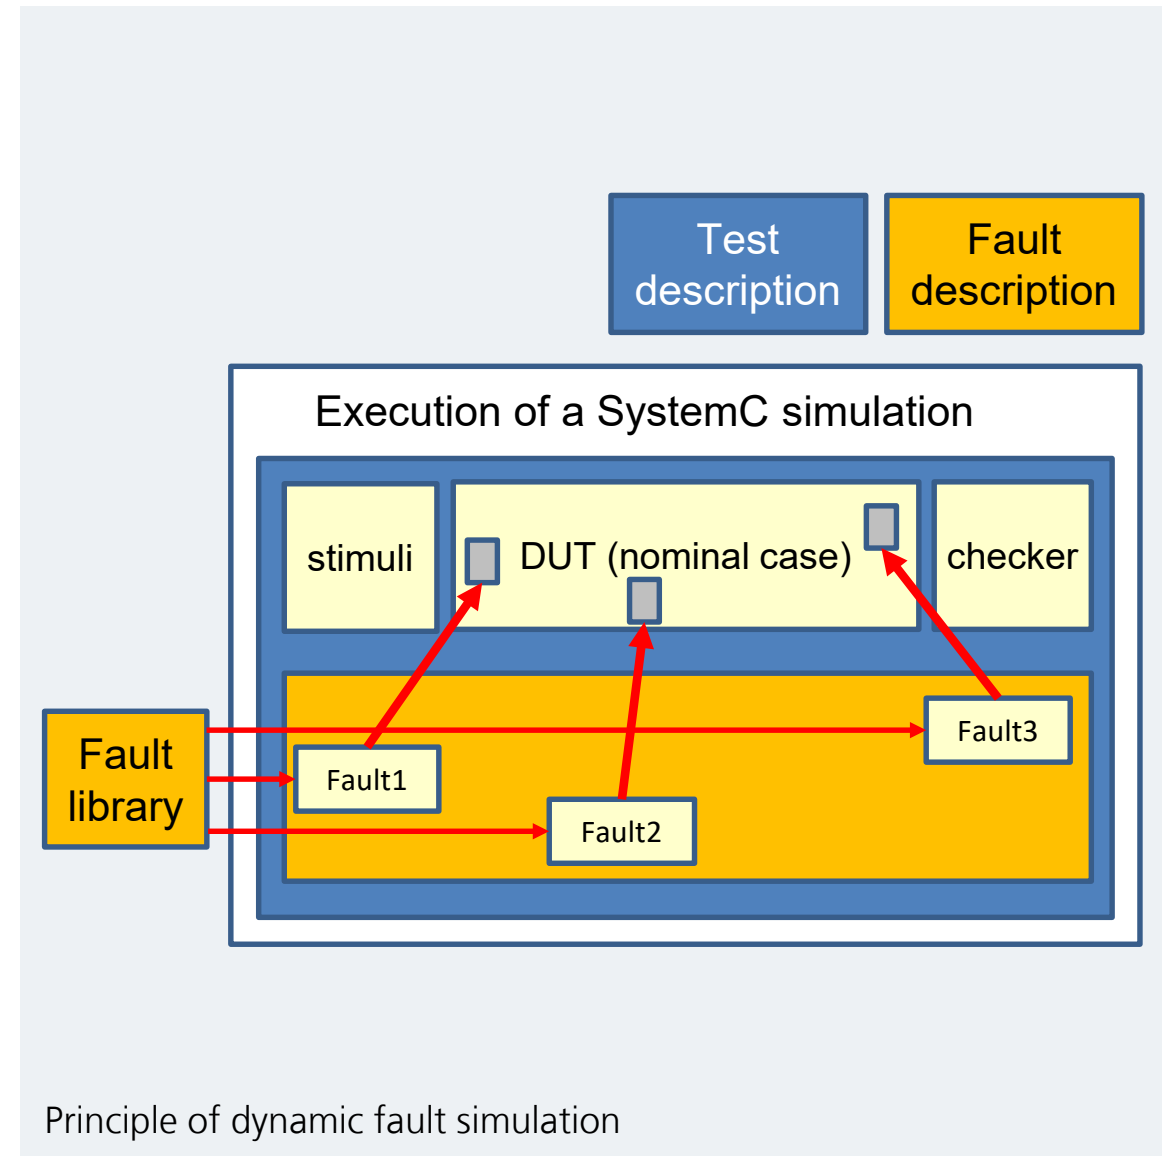 Test
description
Fault
description
Execution of a SystemC simulation
stimuli
DUT (nominal case)
checker
Fault
library
Fault1
Fault2
Fault3
Principle of dynamic fault simulation